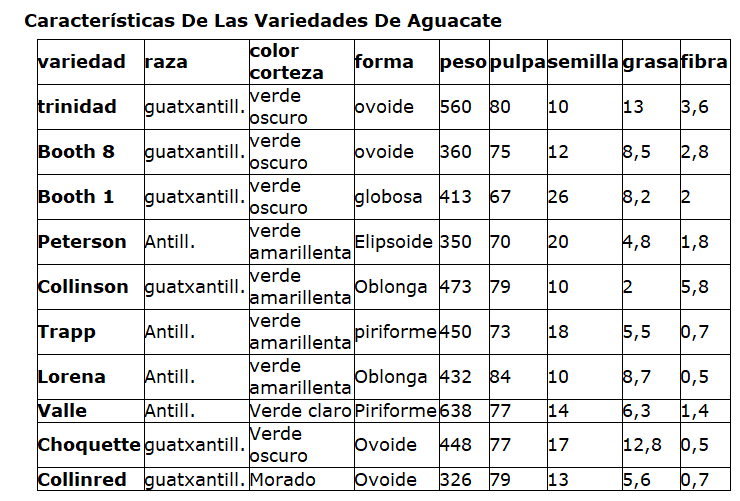 Características De Las Variedades De Aguacate
variedad raza color corteza forma peso pulpa semilla grasa fibra
trinidad guatxantill. verde oscuro ovoide 560 80 10 13 3,6
Booth 8 guatxantill. verde oscuro ovoide 360 75 12 8,5 2,8
Booth 1 guatxantill. verde oscuro globosa 413 67 26 8,2 2
Peterson Antill. verde amarillenta Elipsoide 350 70 20 4,8 1,8
Collinson guatxantill. verde amarillenta Oblonga 473 79 10 2 5,8
Trapp Antill. verde amarillenta piriforme 450 73 18 5,5 0,7
Lorena Antill. verde amarillenta Oblonga 432 84 10 8,7 0,5
Valle Antill. Verde claro Piriforme 638 77 14 6,3 1,4
Choquette guatxantill. Verde oscuro Ovoide 448 77 17 12,8 0,5
Collinred guatxantill. Morado Ovoide 326 79 13 5,6 0,7